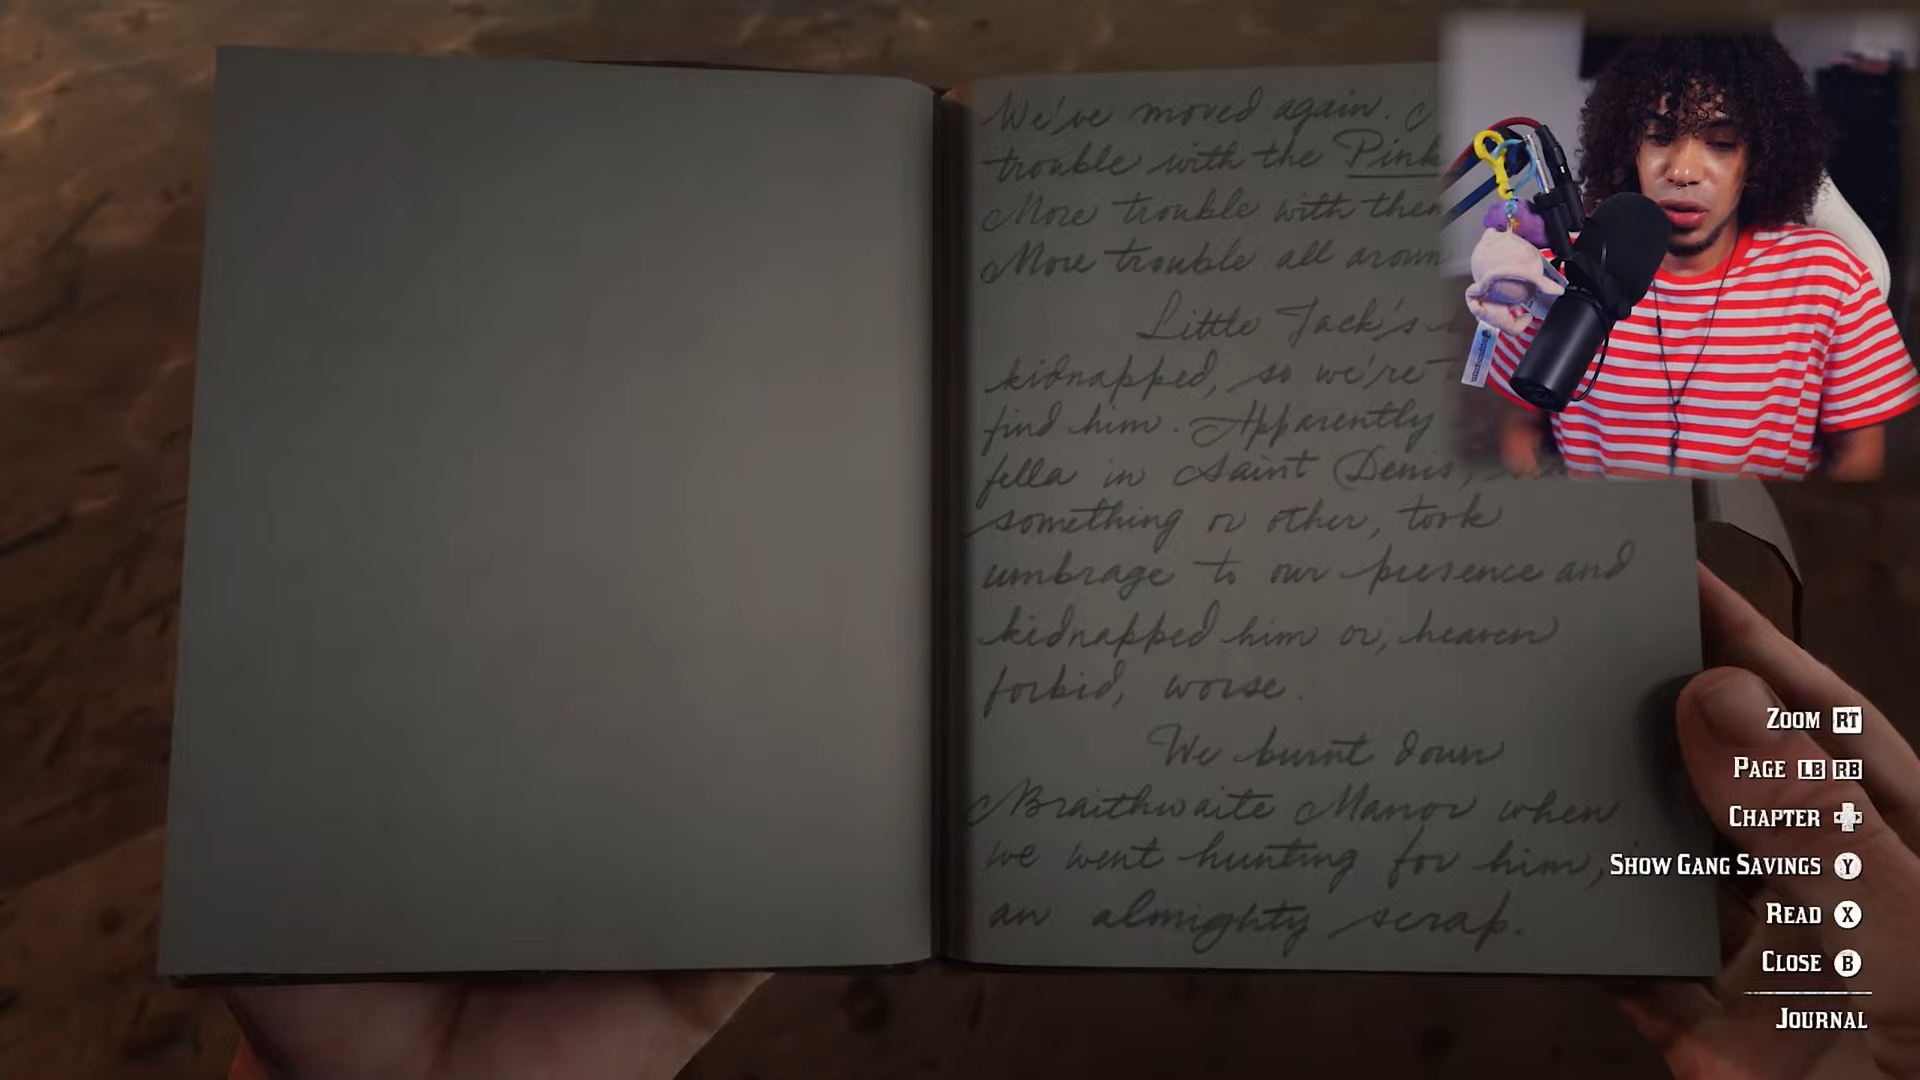 We've moved again.
trouble with the Pink
More trouble with them
More trouble all aroun
Little Jack's
kidnapped, so we're
find him. Apparently
fella in Saint Denis,
something or other, took
umbrage to our presence and
kidnapped him or, heaven
forbid, worse.
We burnt down
Braithwaite Manor when
we went hunting for him,
an almighty scrap.
ZOOM RT
PAGE LB RB
CHAPTER
SHOW GANG SAVINGS Y
READ X
CLOSE B
JOURNAL